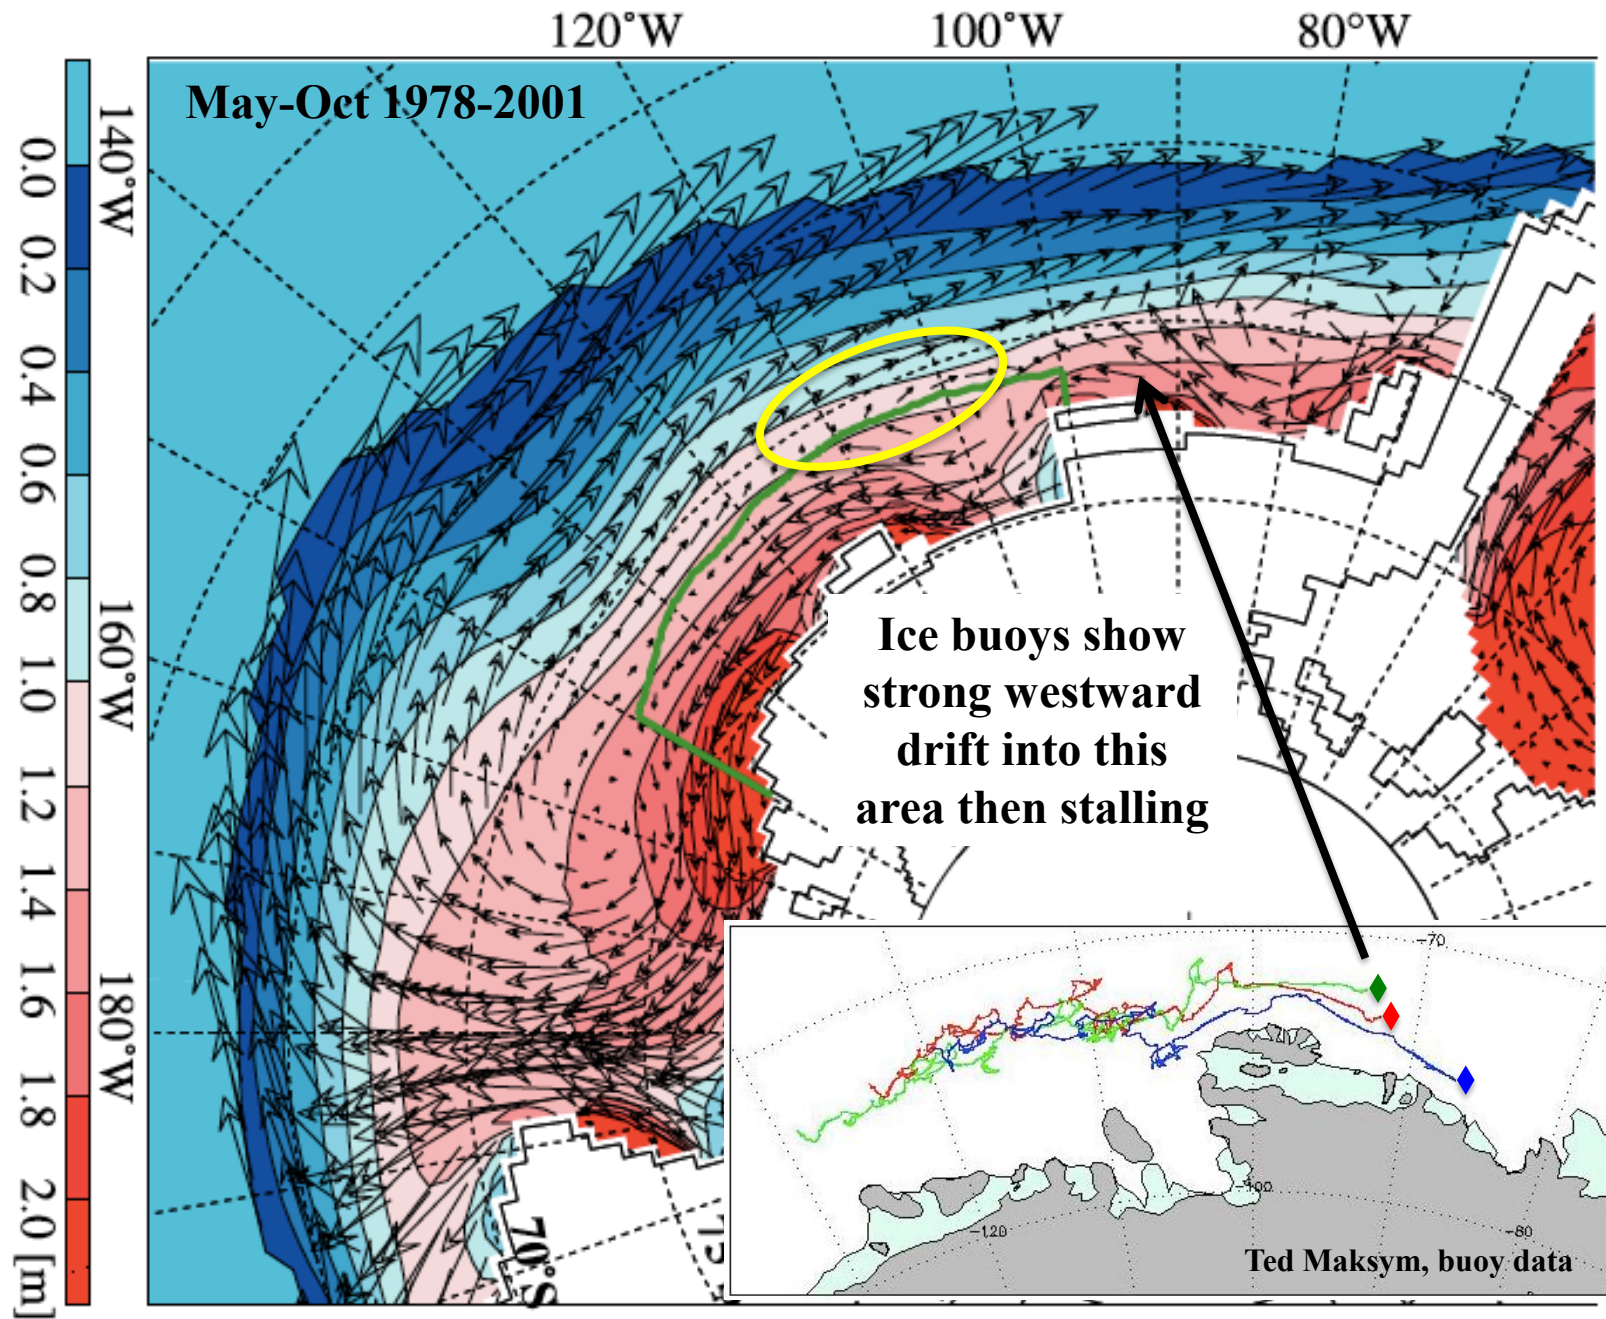 120°W
100°W
80°W
May-Oct 1978-2001
140°W
160°W
180°W
0.0
0.2
0.4
0.6
0.8
1.0
1.2
1.4
1.6
1.8
2.0 [m]
Ice buoys show
strong westward
drift into this
area then stalling
70°S
-70
-100
-120
-80
Ted Maksym, buoy data